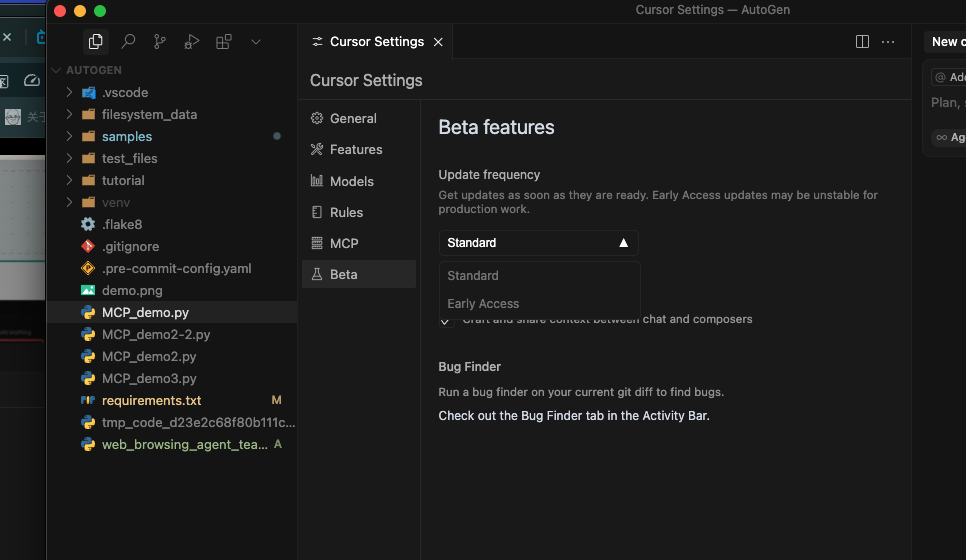 Cursor Settings — AutoGen
Cursor Settings
New c
AUTOGEN
.vscode
filesystem_data
samples
test_files
tutorial
venv
.flake8
.gitignore
.pre-commit-config.yaml
demo.png
MCP_demo.py
MCP_demo2-2.py
MCP_demo2.py
MCP_demo3.py
requirements.txt M
tmp_code_d23e2c68f80b111c...
web_browsing_agent_tea... A
Cursor Settings
General
Features
Models
Rules
MCP
Beta
Beta features
Update frequency
Get updates as soon as they are ready. Early Access updates may be unstable for
production work.
Standard
Standard
Early Access
Craft and share context between chat and composers
Bug Finder
Run a bug finder on your current git diff to find bugs.
Check out the Bug Finder tab in the Activity Bar.
@ Add
Plan, s
∞ Ag
关于